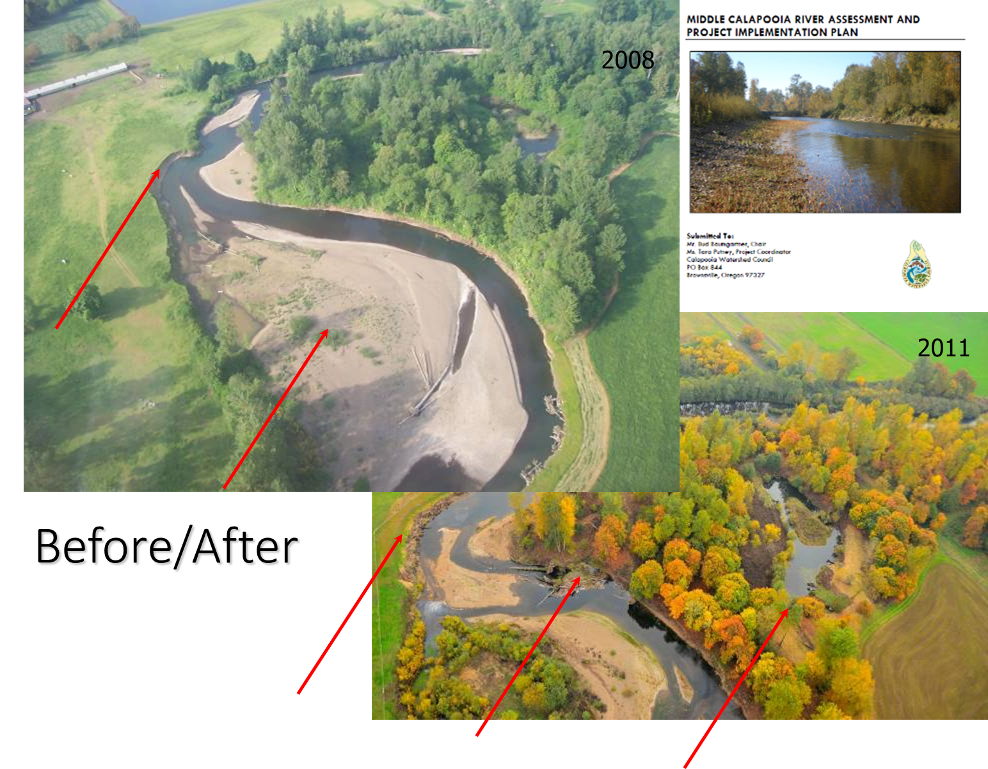 2008
MIDDLE CALAPOOIA RIVER ASSESSMENT AND
PROJECT IMPLEMENTATION PLAN
Submitted To:
Mr. Bud Baumgartner, Chair
Ms. Tara Putney, Project Coordinator
Calapooia Watershed Council
PO Box 844
Brownsville, Oregon 97327
2011
Before/After